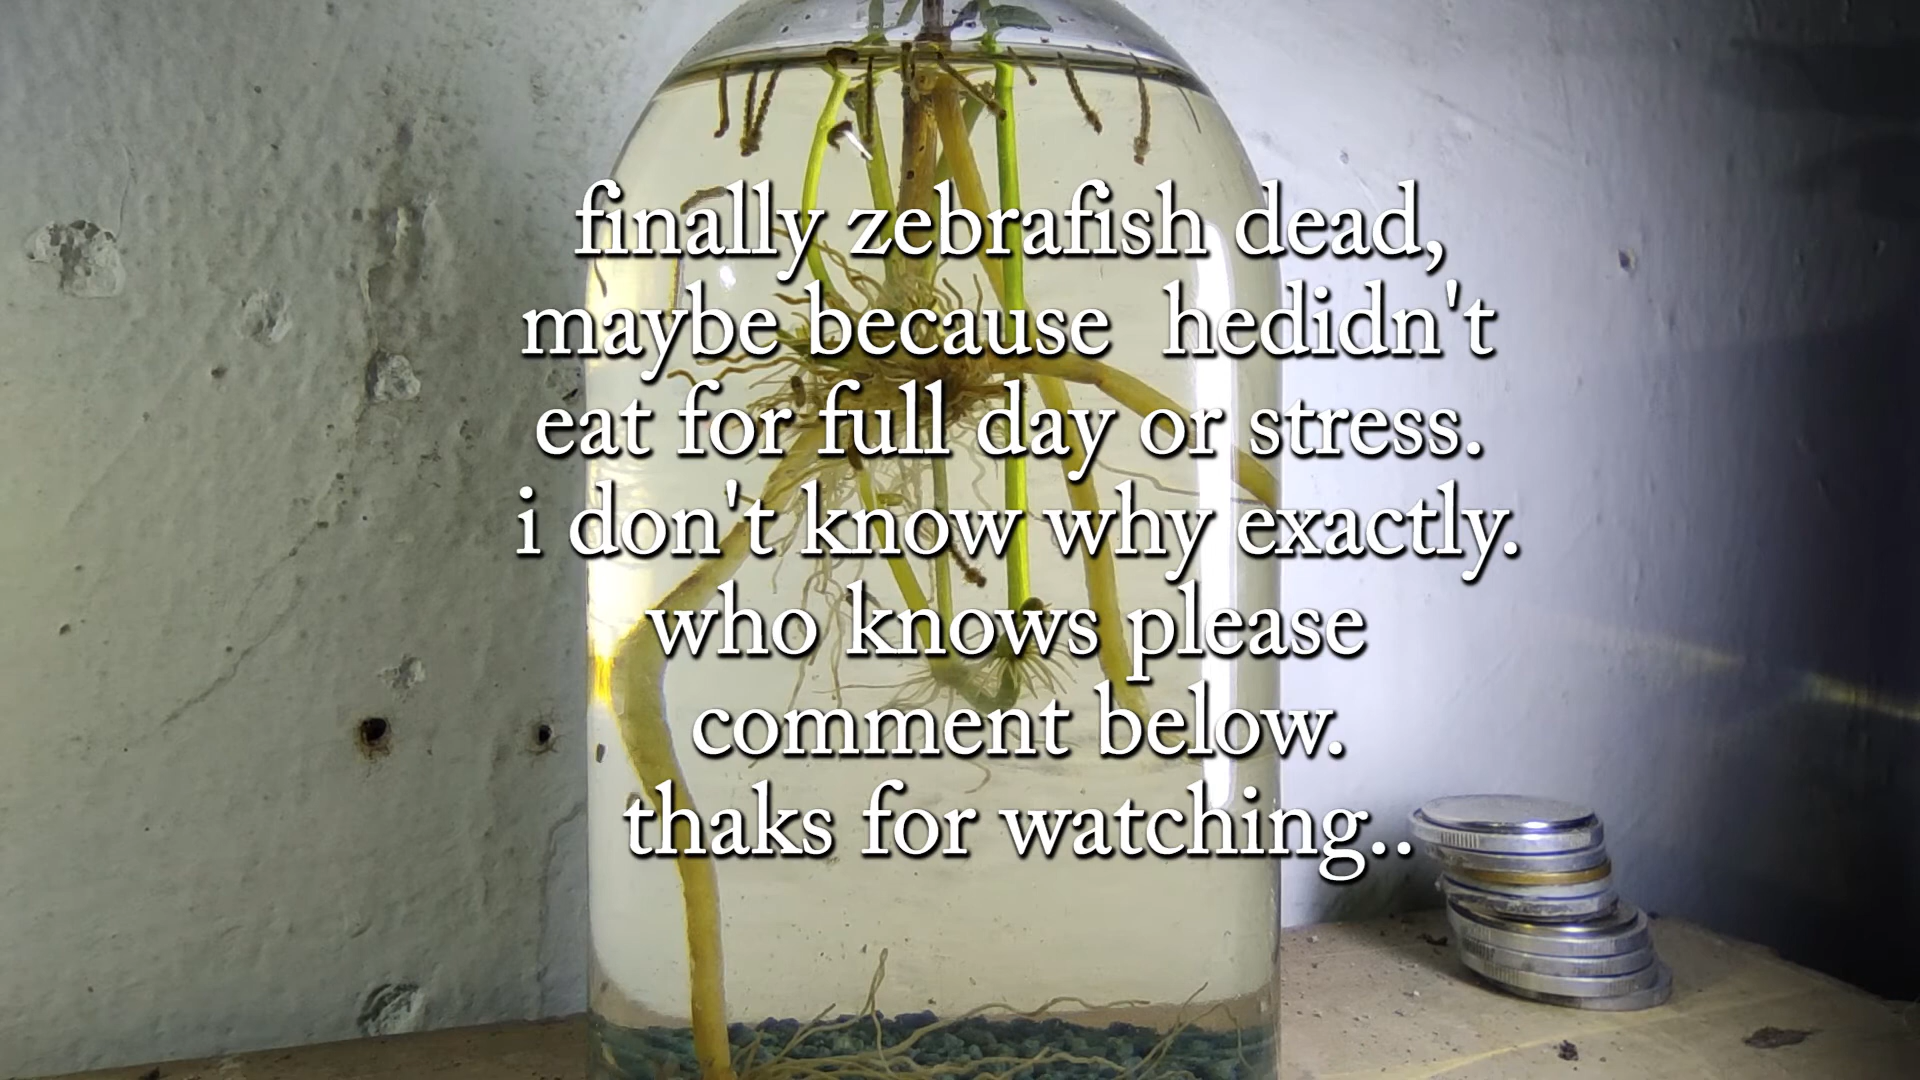 finally zebrafish dead,
maybe because  hedidn't
eat for full day or stress.
i don't know why exactly.
who knows please
comment below.
thaks for watching..